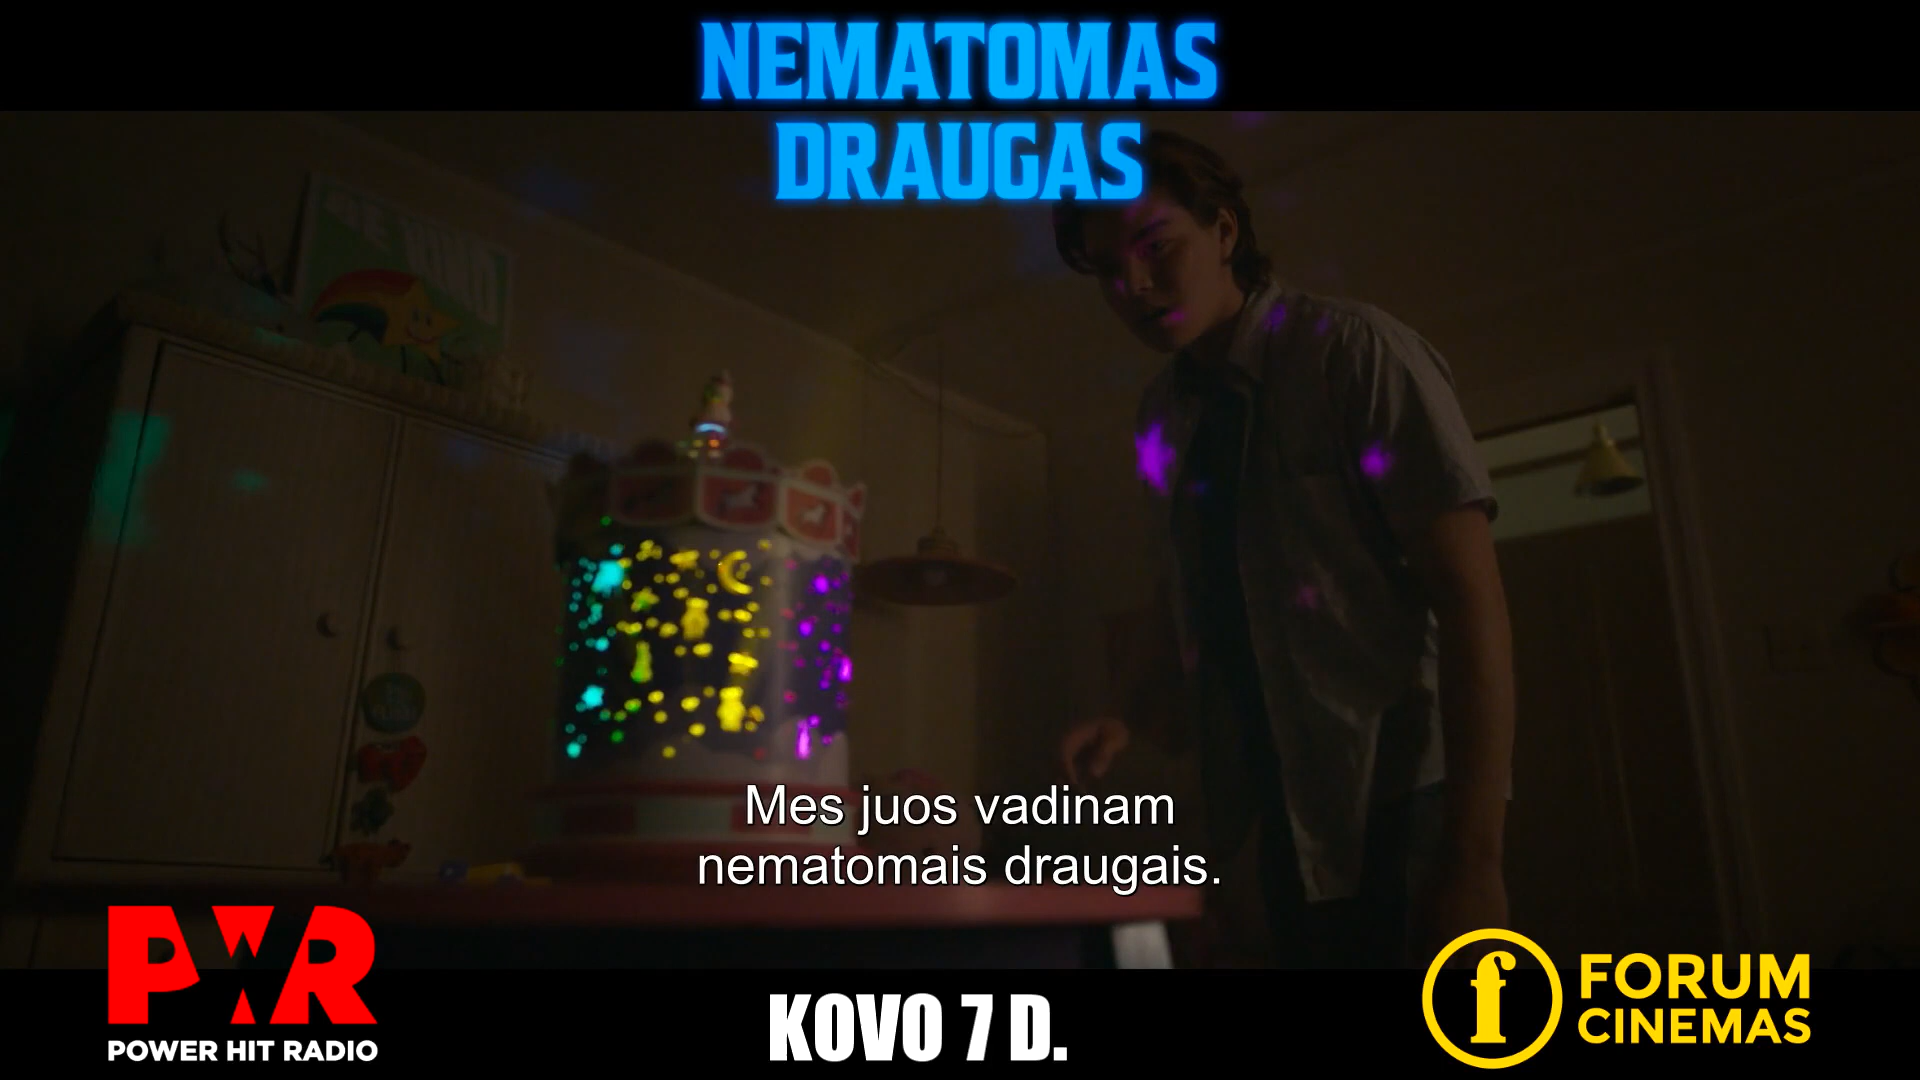 NEMATOMAS
DRAUGAS
Mes juos vadinam
nematomais draugais.
PWR
POWER HIT RADIO
KOVO 7 D.
f
FORUM
CINEMAS